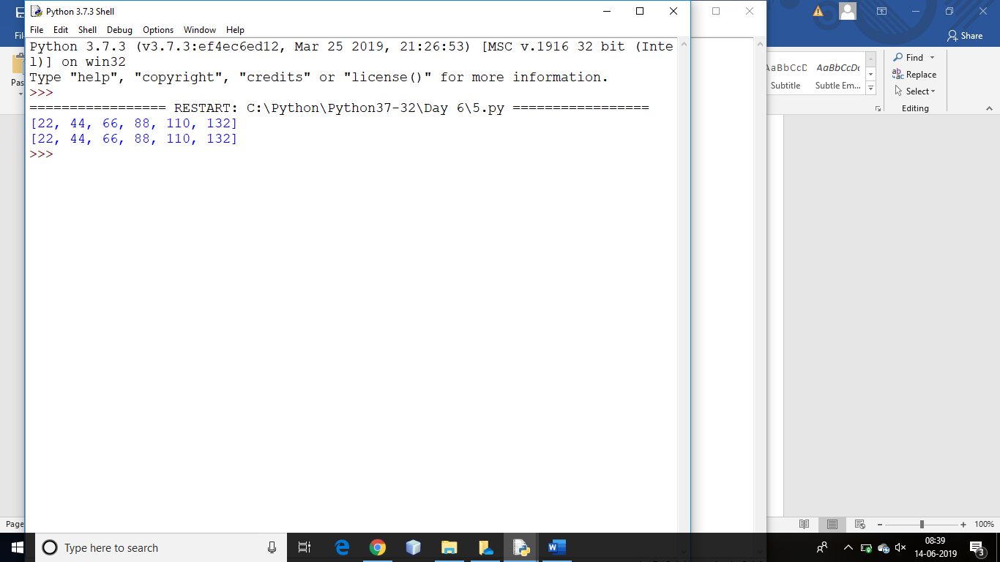 Python 3.7.3 Shell
File Edit Shell Debug Options Window Help
Python 3.7.3 (v3.7.3:ef4ec6ed12, Mar 25 2019, 21:26:53) [MSC v.1916 32 bit (Inte
l)] on win32
Type "help", "copyright", "credits" or "license()" for more information.
>>>
================= RESTART: C:\Python\Python37-32\Day 6\5.py =================
[22, 44, 66, 88, 110, 132]
[22, 44, 66, 88, 110, 132]
>>>
Share
AaBbCcD AaBbCcDc
Subtitle Subtle Em...
Find
Replace
Select
Editing
Page
100%
Type here to search
08:39
14-06-2019
3